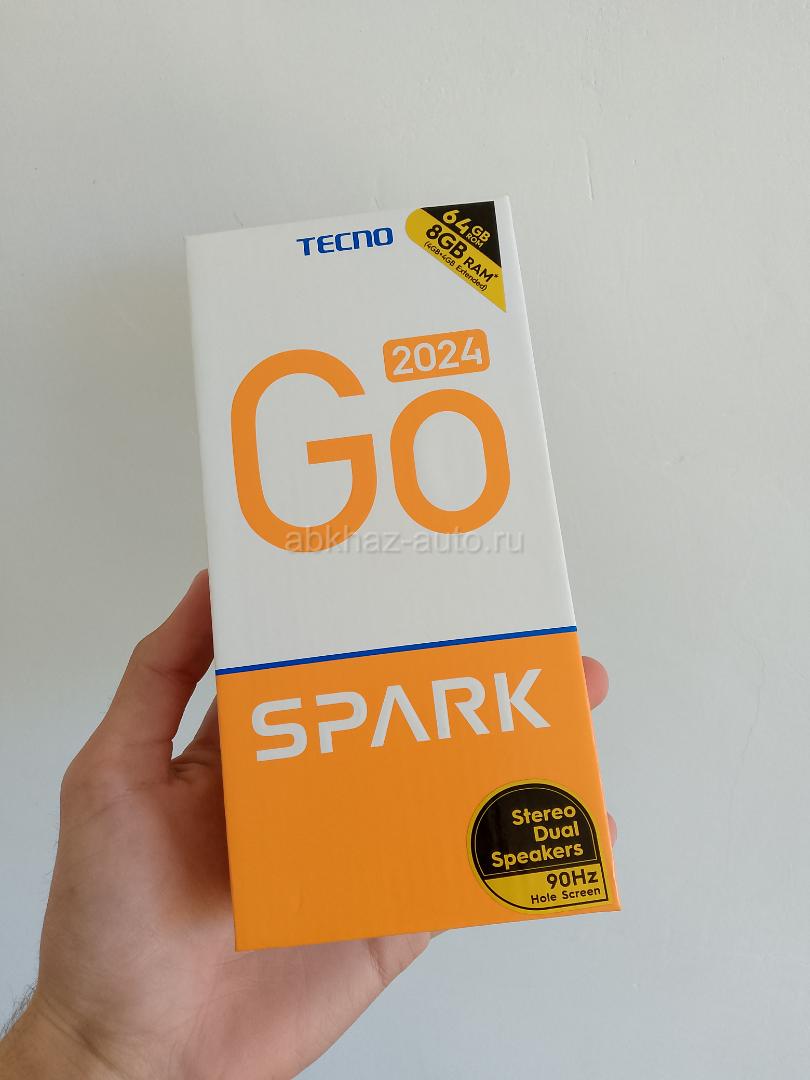 TECNO
64GB ROM
8GB RAM*
(4GB+4GB Extended)
2024
Go
abkhaz-auto.ru
SPARK
Stereo
Dual
Speakers
90Hz
Hole Screen